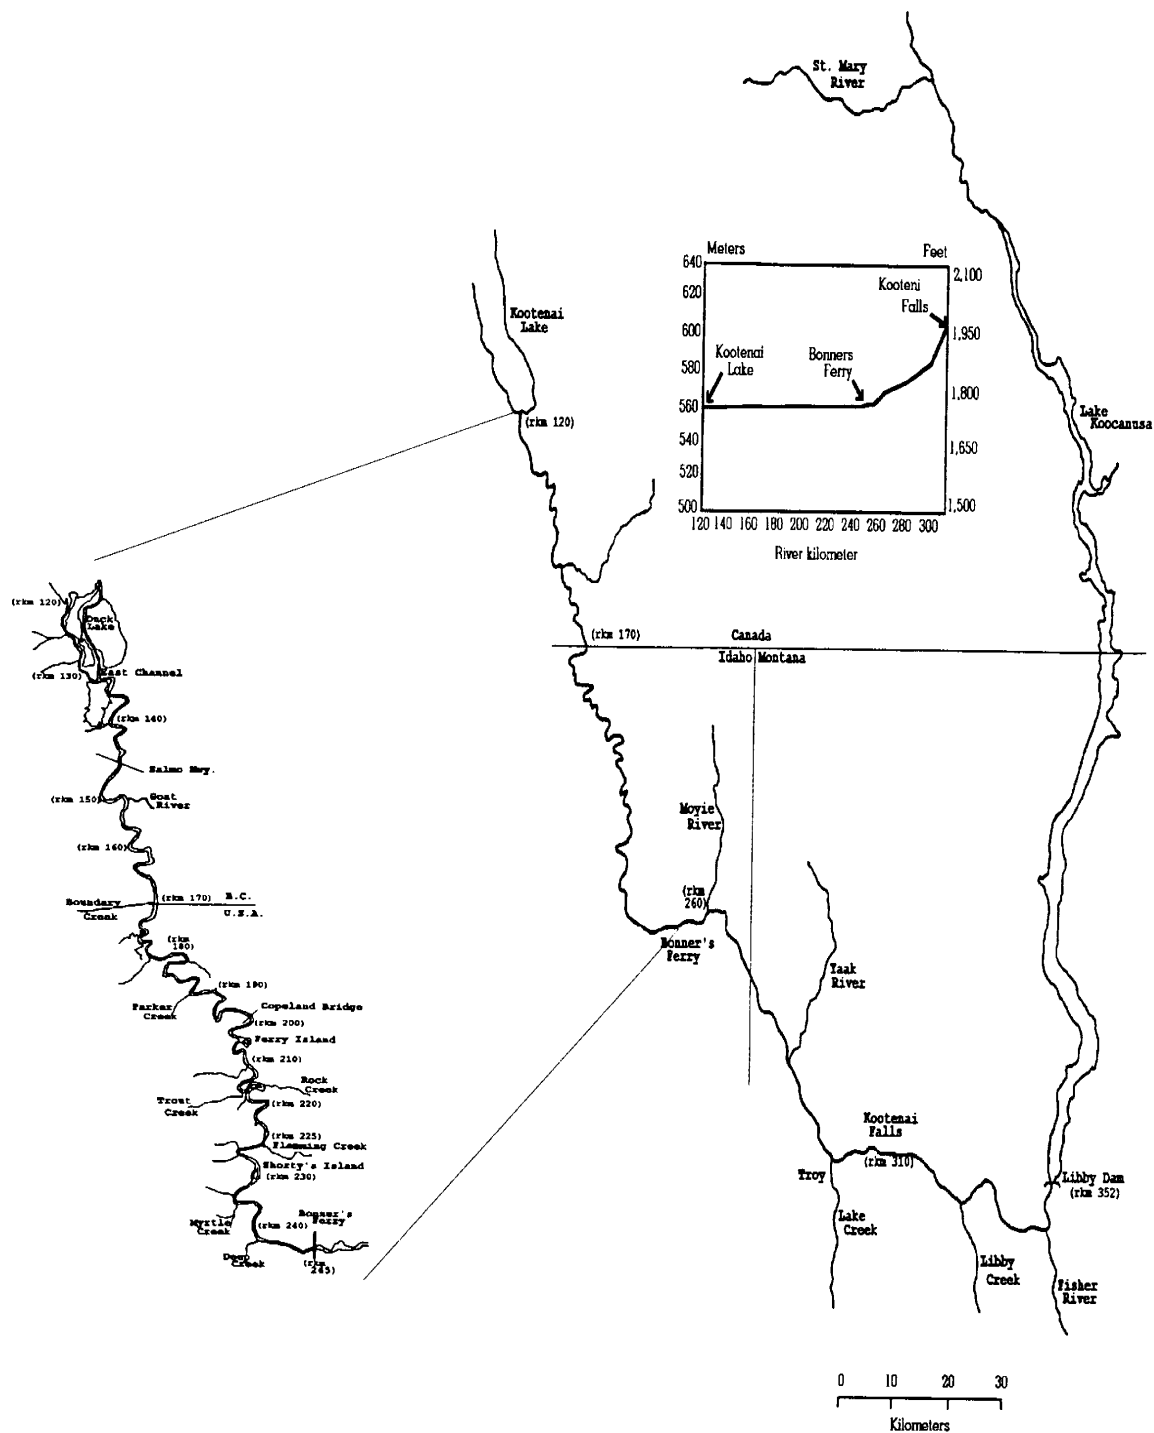 St. Mary
River
Meters
Feet
640
620
600
580
560
540
520
500
2,100
1,950
1,800
1,650
1,500
Kooteni
Falls
Kootenai
Lake
Bonners
Ferry
120 140 160 180 200 220 240 260 280 300
River kilometer
Kootenai
Lake
(rkm 120)
Lake
Koocanusa
(rkm 170)
Canada
Idaho
Montana
Moyie
River
(rkm
260)
Bonner's
Ferry
Yaak
River
Kootenai
Falls
(rkm 310)
Troy
Lake
Creek
Libby
Creek
Libby Dam
(rkm 352)
Fisher
River
0 10 20 30
Kilometers
(rkm 120)
Duck
Lake
(rkm 130)
East Channel
(rkm 140)
Salmo Hwy.
(rkm 150)
Goat
River
(rkm 160)
(rkm 170)
B.C.
U.S.A.
Boundary
Creek
(rkm
180)
(rkm 190)
Parker
Creek
Copeland Bridge
(rkm 200)
Ferry Island
(rkm 210)
Rock
Creek
Trout
Creek
(rkm 220)
(rkm 225)
Flemming Creek
Shorty's Island
(rkm 230)
Myrtle
Creek
(rkm 240)
Bonner's
Ferry
Deep
Creek
(rkm
245)